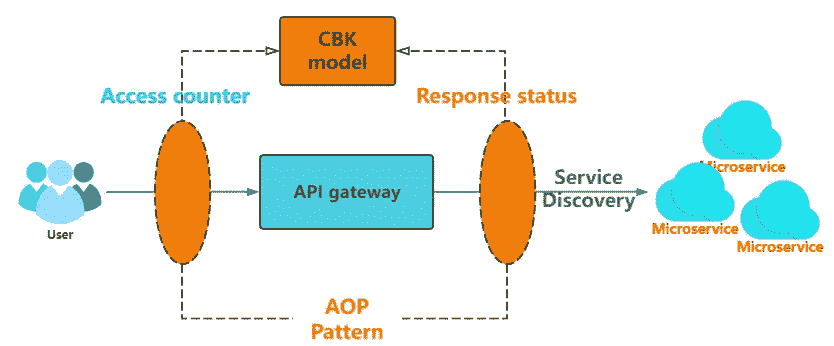 CBK
model
Access counter
Response status
Microservice
API gateway
Service
Discovery
Microservice
User
Microservice
AOP
Pattern